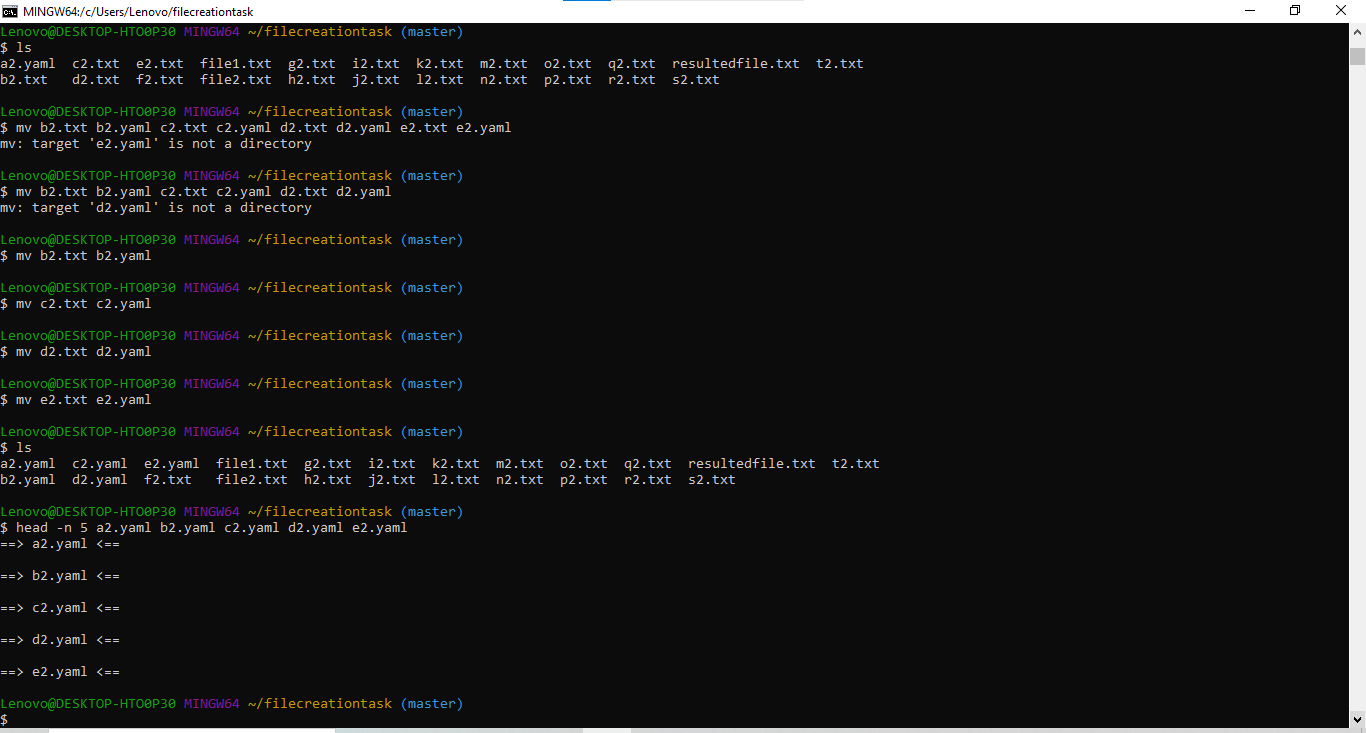 MINGW64:/c/Users/Lenovo/filecreationtask
Lenovo@DESKTOP-HTO0P30 MINGW64 ~/filecreationtask (master)
$ ls
a2.yaml  c2.txt  e2.txt  file1.txt  g2.txt  i2.txt  k2.txt  m2.txt  o2.txt  q2.txt  resultedfile.txt  t2.txt
b2.txt   d2.txt  f2.txt  file2.txt  h2.txt  j2.txt  l2.txt  n2.txt  p2.txt  r2.txt  s2.txt
Lenovo@DESKTOP-HTO0P30 MINGW64 ~/filecreationtask (master)
$ mv b2.txt b2.yaml c2.txt c2.yaml d2.txt d2.yaml e2.txt e2.yaml
mv: target 'e2.yaml' is not a directory
Lenovo@DESKTOP-HTO0P30 MINGW64 ~/filecreationtask (master)
$ mv b2.txt b2.yaml c2.txt c2.yaml d2.txt d2.yaml
mv: target 'd2.yaml' is not a directory
Lenovo@DESKTOP-HTO0P30 MINGW64 ~/filecreationtask (master)
$ mv b2.txt b2.yaml
Lenovo@DESKTOP-HTO0P30 MINGW64 ~/filecreationtask (master)
$ mv c2.txt c2.yaml
Lenovo@DESKTOP-HTO0P30 MINGW64 ~/filecreationtask (master)
$ mv d2.txt d2.yaml
Lenovo@DESKTOP-HTO0P30 MINGW64 ~/filecreationtask (master)
$ mv e2.txt e2.yaml
Lenovo@DESKTOP-HTO0P30 MINGW64 ~/filecreationtask (master)
$ ls
a2.yaml  c2.yaml  e2.yaml  file1.txt  g2.txt  i2.txt  k2.txt  m2.txt  o2.txt  q2.txt  resultedfile.txt  t2.txt
b2.yaml  d2.yaml  f2.txt   file2.txt  h2.txt  j2.txt  l2.txt  n2.txt  p2.txt  r2.txt  s2.txt
Lenovo@DESKTOP-HTO0P30 MINGW64 ~/filecreationtask (master)
$ head -n 5 a2.yaml b2.yaml c2.yaml d2.yaml e2.yaml
==> a2.yaml <==
==> b2.yaml <==
==> c2.yaml <==
==> d2.yaml <==
==> e2.yaml <==
Lenovo@DESKTOP-HTO0P30 MINGW64 ~/filecreationtask (master)
$